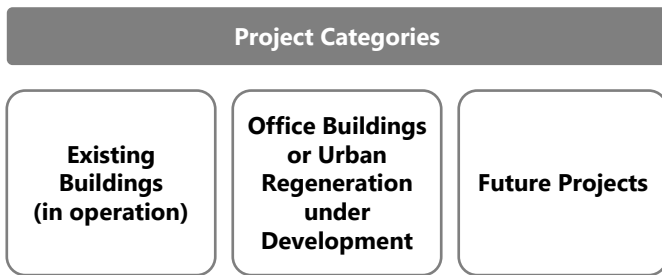 Project Categories
Existing
Buildings
(in operation)
Office Buildings
or Urban
Regeneration
under
Development
Future Projects